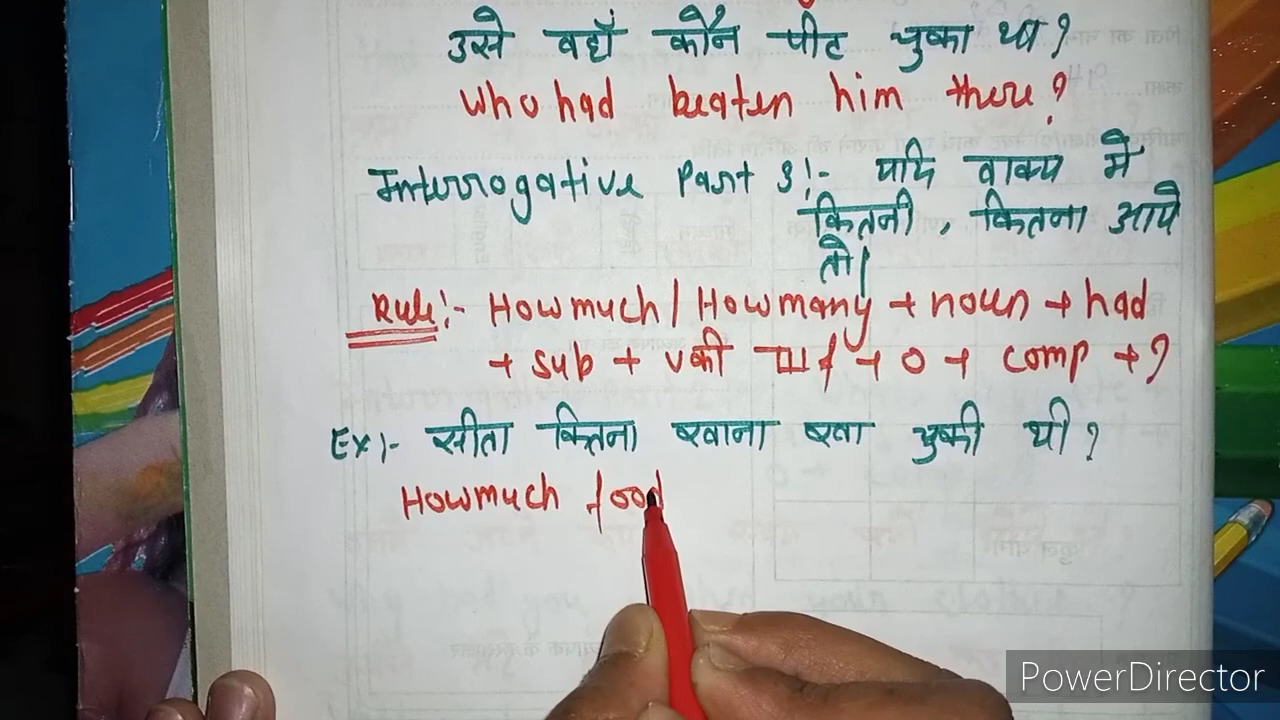 उसे वहाँ कौन पीट चुका था?
Who had beaten him there?
Interrogative Part 3:- यदि वाक्य में
कितनी, कितना आये
तो।
Rule:- Howmuch/Howmany + noun + had
+ sub + v की III f + o + comp + ?
Ex:- सीता कितना खाना खा चुकी थी?
Howmuch food
PowerDirector